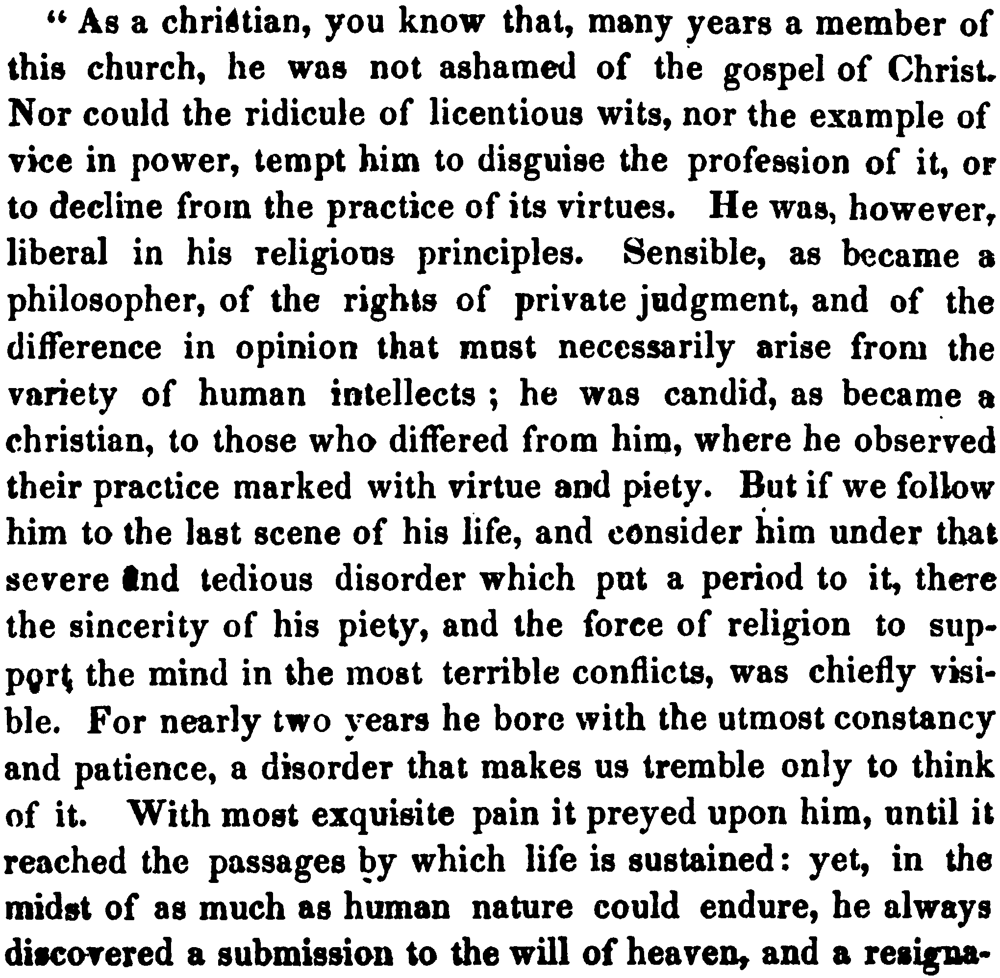 “ As a christian, you know that, many years a member of
this church, he was not ashamed of the gospel of Christ.
Nor could the ridicule of licentious wits, nor the example of
vice in power, tempt him to disguise the profession of it, or
to decline from the practice of its virtues. He was, however,
liberal in his religious principles. Sensible, as became a
philosopher, of the rights of private judgment, and of the
difference in opinion that must necessarily arise from the
variety of human intellects ; he was candid, as became a
christian, to those who differed from him, where he observed
their practice marked with virtue and piety. But if we follow
him to the last scene of his life, and consider him under that
severe and tedious disorder which put a period to it, there
the sincerity of his piety, and the force of religion to sup-
port the mind in the most terrible conflicts, was chiefly visi-
ble. For nearly two years he bore with the utmost constancy
and patience, a disorder that makes us tremble only to think
of it. With most exquisite pain it preyed upon him, until it
reached the passages by which life is sustained: yet, in the
midst of as much as human nature could endure, he always
discovered a submission to the will of heaven, and a resigna-